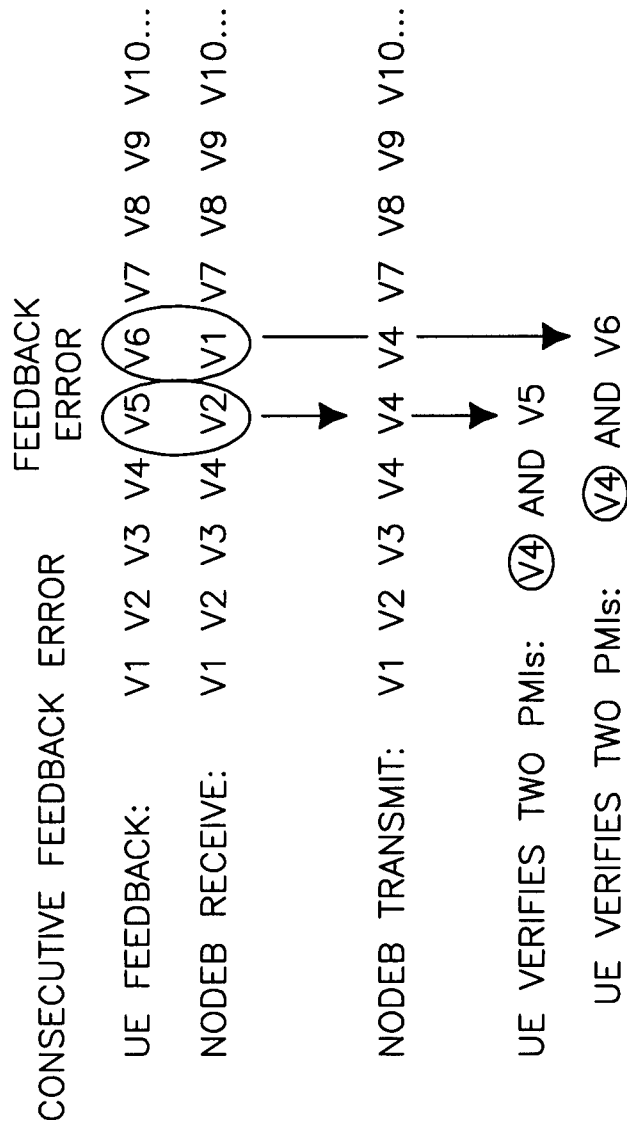 CONSECUTIVE FEEDBACK ERROR
FEEDBACK
ERROR
UE FEEDBACK: V1 V2 V3 V4 V5 V6 V7 V8 V9 V10...
NODEB RECEIVE: V1 V2 V3 V4 V2 V1 V7 V8 V9 V10...
NODEB TRANSMIT: V1 V2 V3 V4 V4 V4 V7 V8 V9 V10...
UE VERIFIES TWO PMIs: V4 AND V5
UE VERIFIES TWO PMIs: V4 AND V6